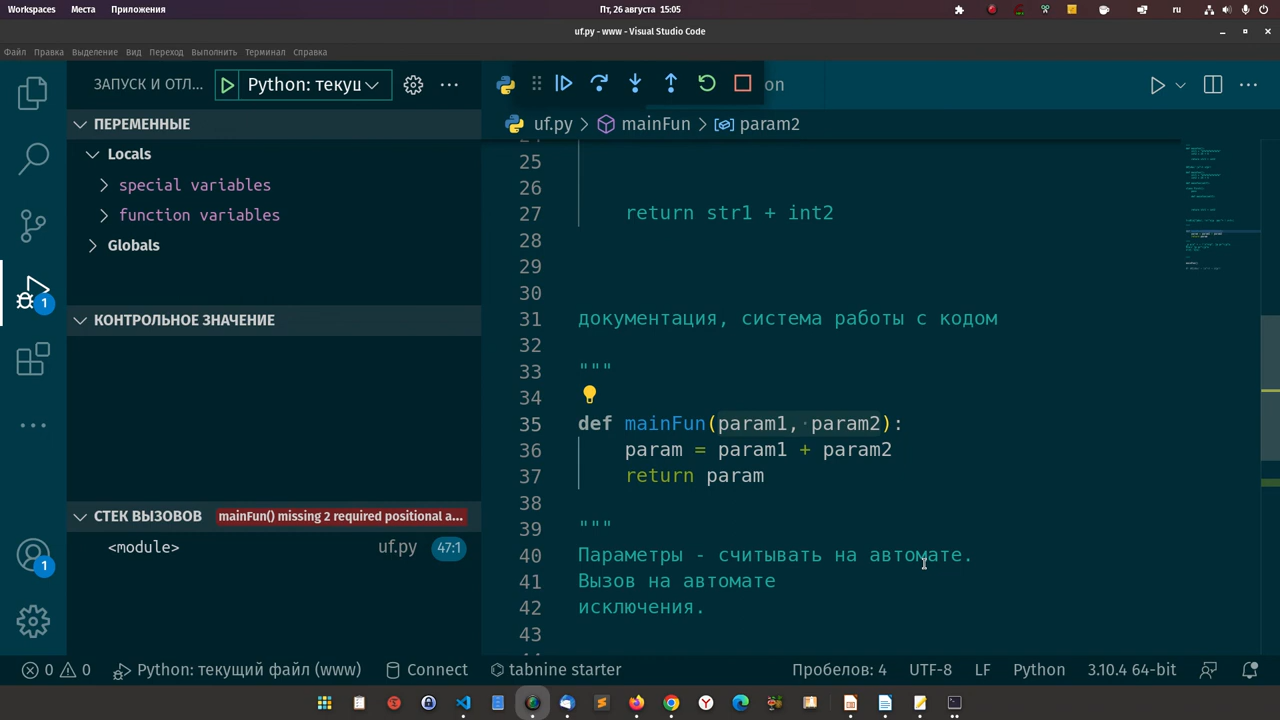 Workspaces Места Приложения Пт, 26 августа 15:05 ru
uf.py - www - Visual Studio Code
Файл Правка Выделение Вид Переход Выполнить Терминал Справка
ЗАПУСК И ОТЛ... Python: текущ on
uf.py > mainFun > param2
ПЕРЕМЕННЫЕ
Locals
special variables
function variables
Globals
КОНТРОЛЬНОЕ ЗНАЧЕНИЕ
СТЕК ВЫЗОВОВ mainFun() missing 2 required positional a...
<module> uf.py 47:1
1
1
25
26
27 return str1 + int2
28
29
30
31 документация, система работы с кодом
32
33 """
34
35 def mainFun(param1, param2):
36 param = param1 + param2
37 return param
38
39 """
40 Параметры - считывать на автомате.
41 Вызов на автомате
42 исключения.
43
0 0 Python: текущий файл (www) Connect tabnine starter Пробелов: 4 UTF-8 LF Python 3.10.4 64-bit